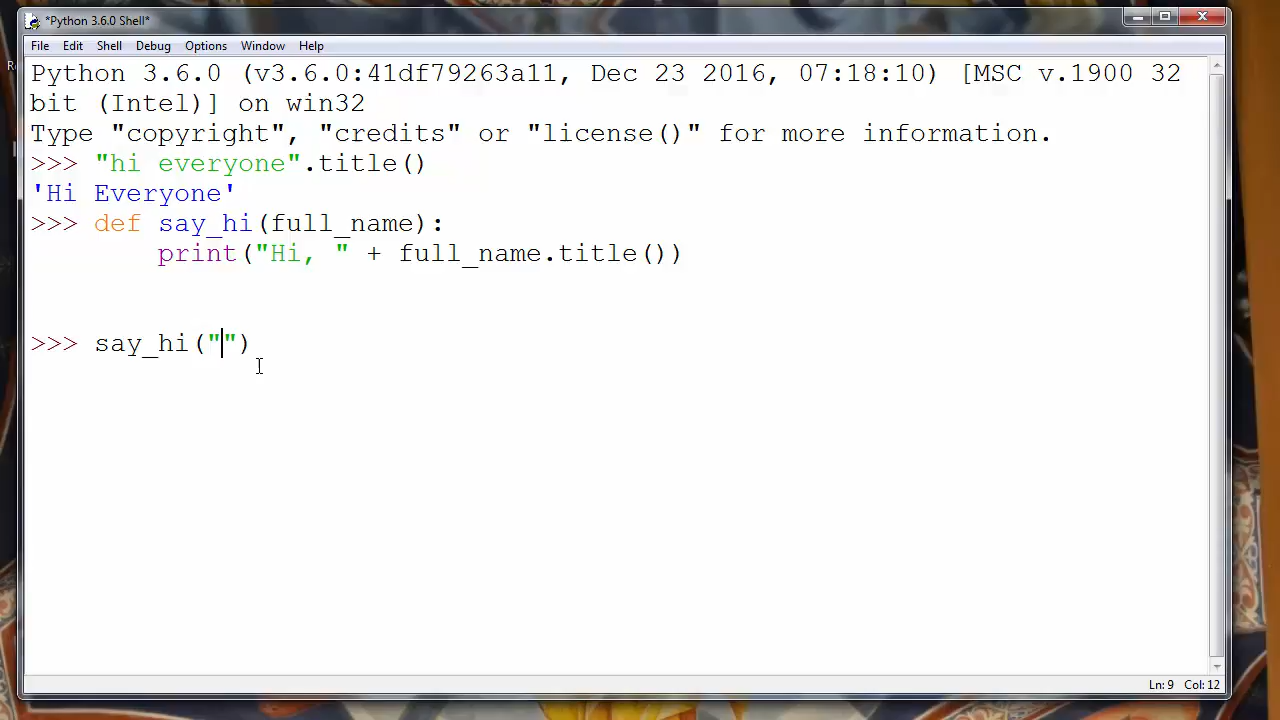 *Python 3.6.0 Shell*
File Edit Shell Debug Options Window Help
Python 3.6.0 (v3.6.0:41df79263a11, Dec 23 2016, 07:18:10) [MSC v.1900 32
bit (Intel)] on win32
Type "copyright", "credits" or "license()" for more information.
>>> "hi everyone".title()
'Hi Everyone'
>>> def say_hi(full_name):
print("Hi, " + full_name.title())
>>> say_hi("")
Ln: 9 Col: 12